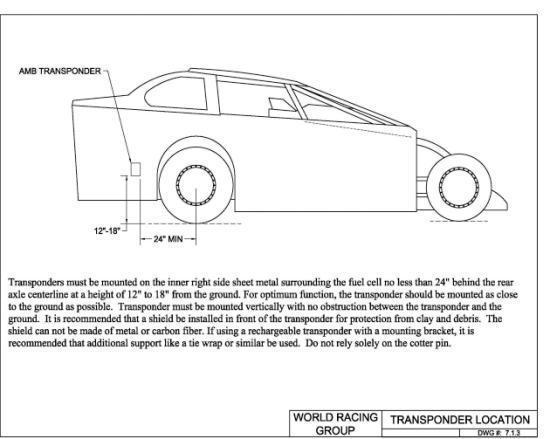 AMB TRANSPONDER
12"-18"
24" MIN
Transponders must be mounted on the inner right side sheet metal surrounding the fuel cell no less than 24" behind the rear
axle centerline at a height of 12" to 18" from the ground. For optimum function, the transponder should be mounted as close
to the ground as possible. Transponder must be mounted vertically with no obstruction between the transponder and the
ground. It is recommended that a shield be installed in front of the transponder for protection from clay and debris. The
shield can not be made of metal or carbon fiber. If using a rechargeable transponder with a mounting bracket, it is
recommended that additional support like a tie wrap or similar be used. Do not rely solely on the cotter pin.
WORLD RACING
GROUP
TRANSPONDER LOCATION
DWG #: 7.1.3